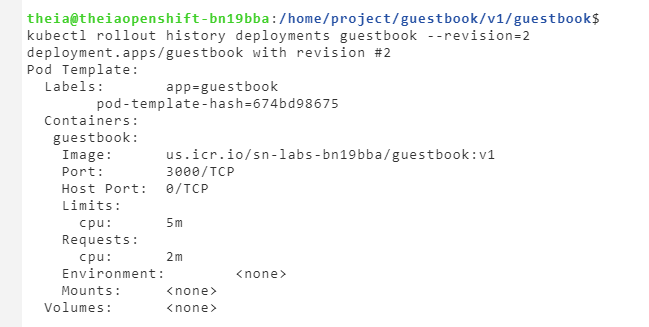 theia@theiaopenshift-bn19bba:/home/project/guestbook/v1/guestbook$
kubectl rollout history deployments guestbook --revision=2
deployment.apps/guestbook with revision #2
Pod Template:
  Labels:       app=guestbook
        pod-template-hash=674bd98675
  Containers:
   guestbook:
    Image:      us.icr.io/sn-labs-bn19bba/guestbook:v1
    Port:       3000/TCP
    Host Port:  0/TCP
    Limits:
      cpu:      5m
    Requests:
      cpu:      2m
    Environment:        <none>
    Mounts:     <none>
  Volumes:      <none>